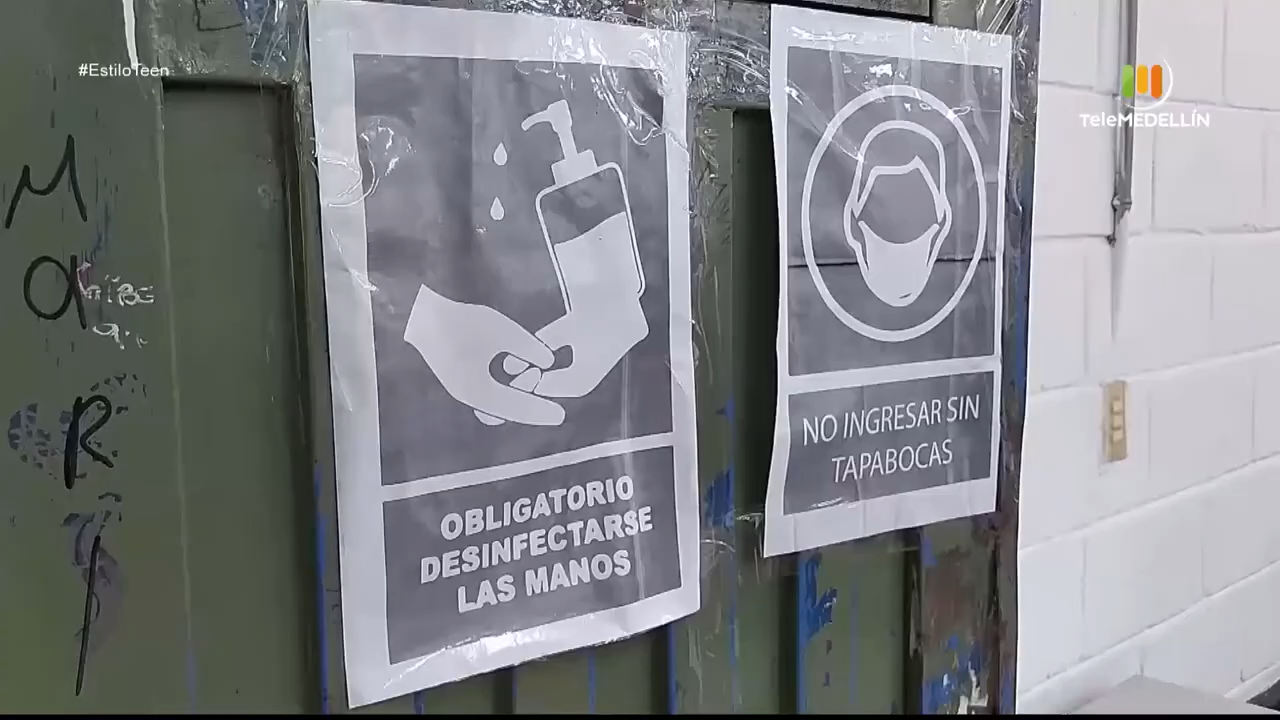 #EstiloTeen
TeleMEDELLÍN
OBLIGATORIO
DESINFECTARSE
LAS MANOS
NO INGRESAR SIN
TAPABOCAS
M
a
R